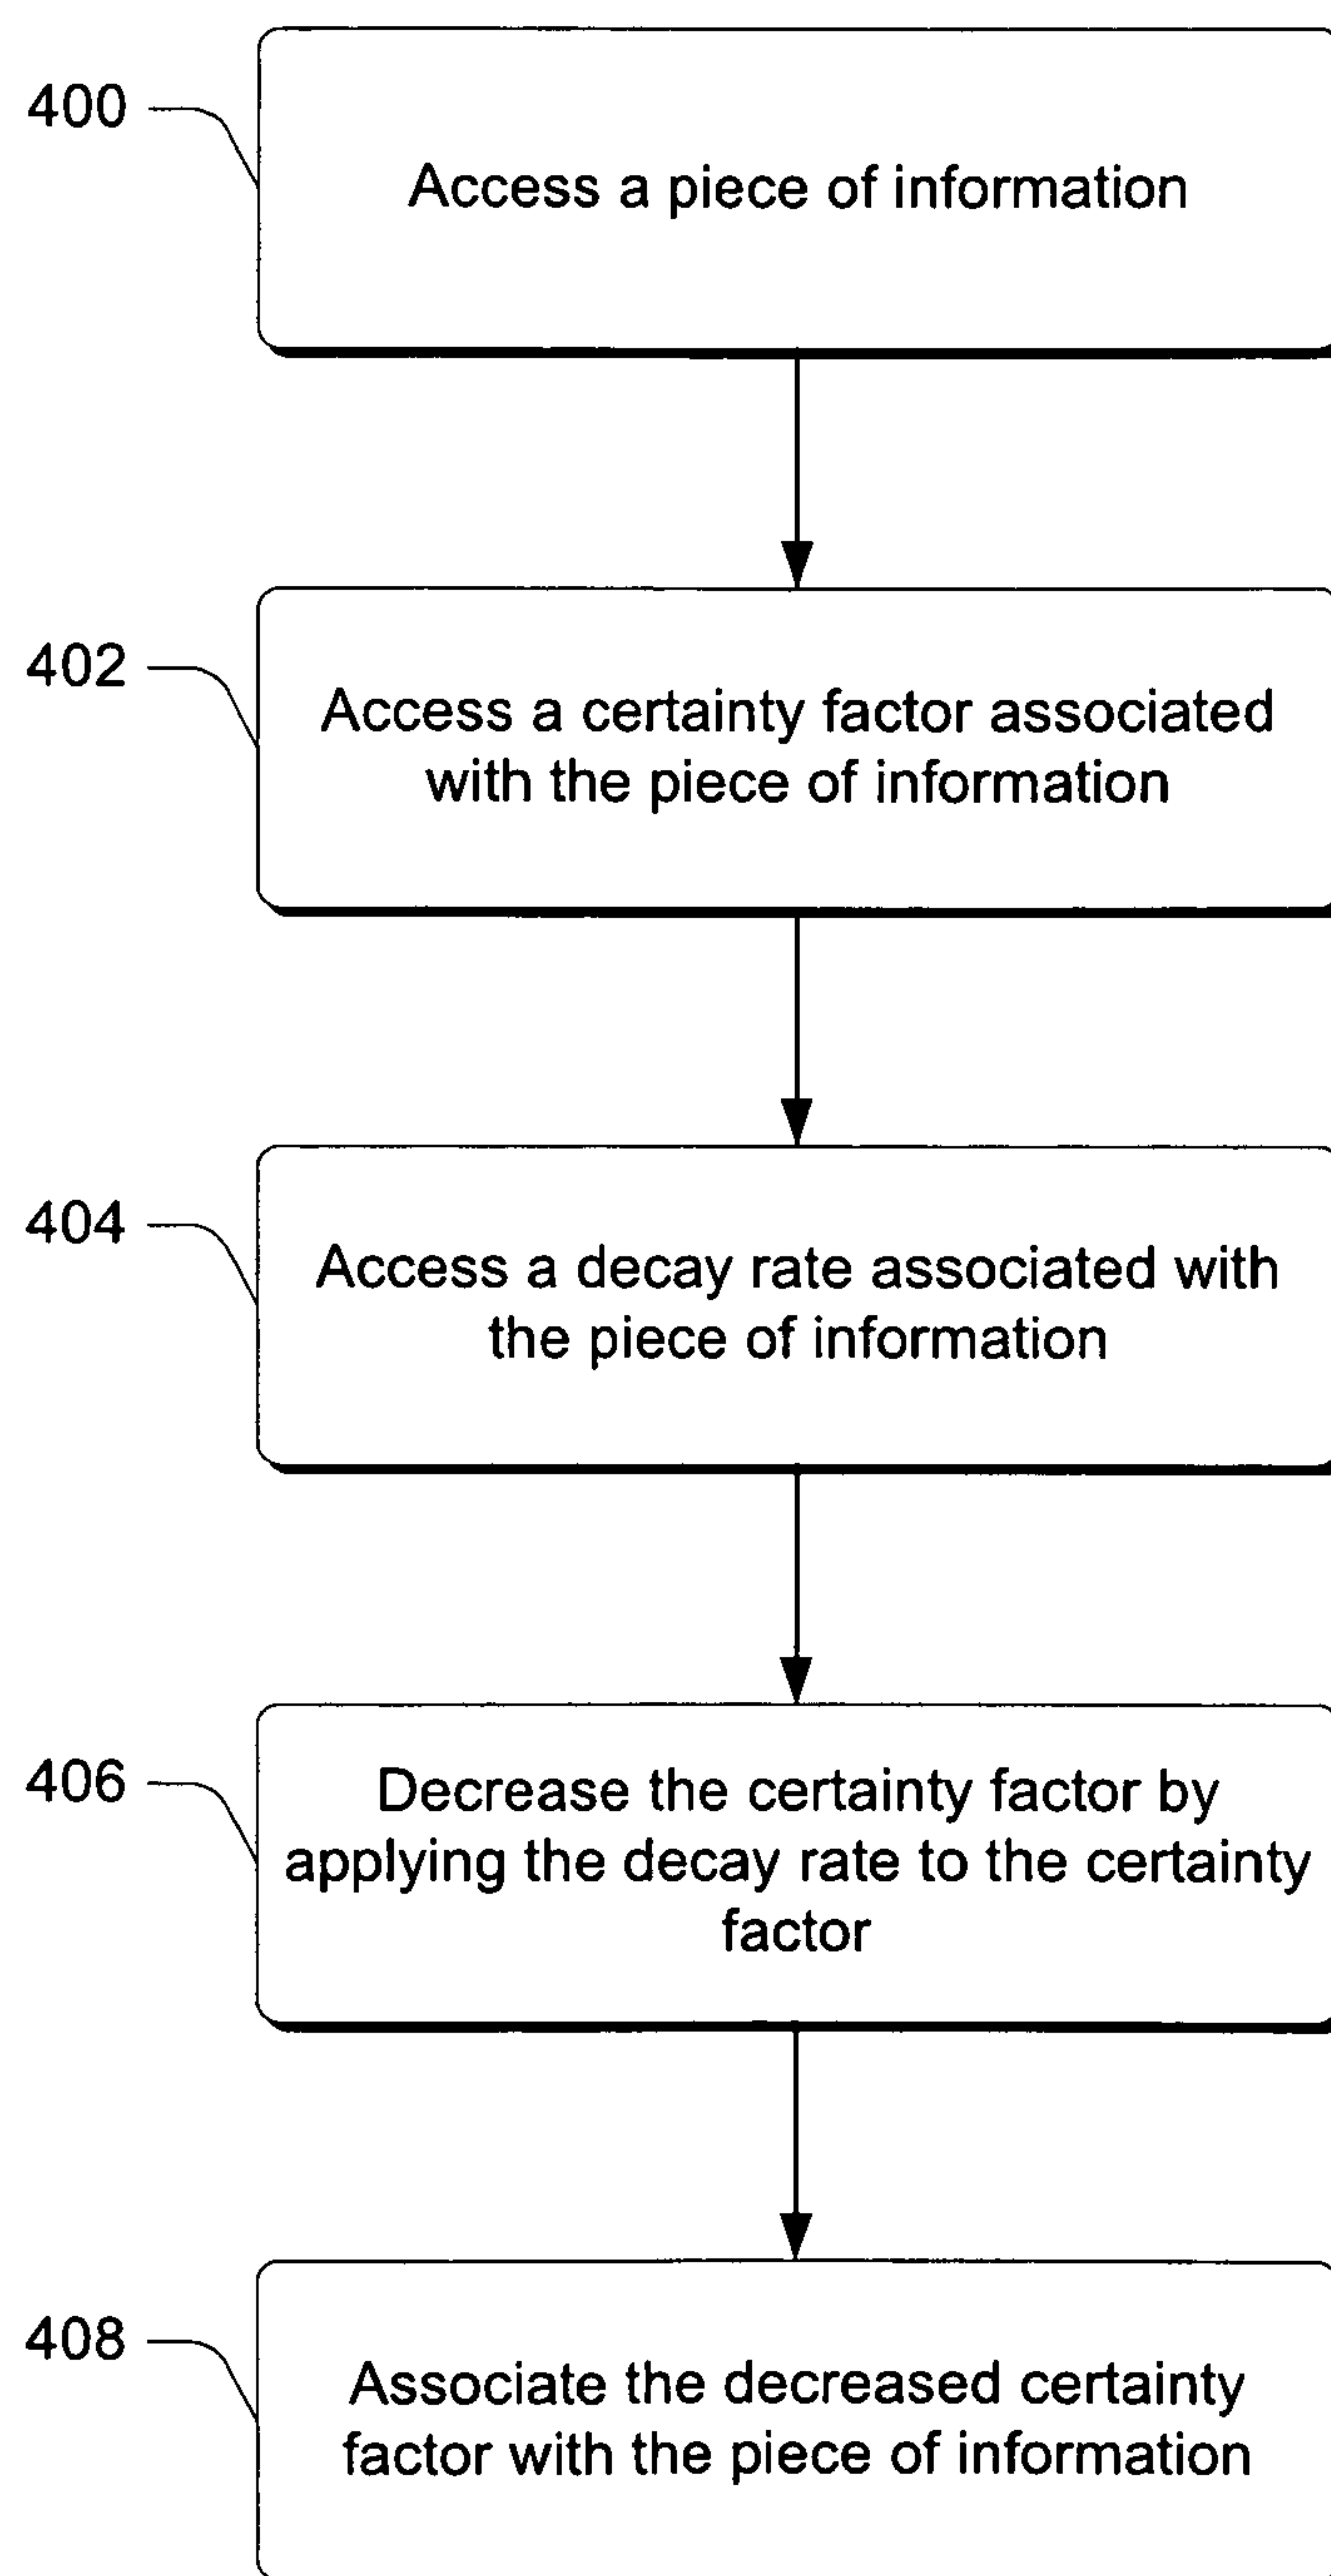 400
Access a piece of information
402
Access a certainty factor associated
with the piece of information
404
Access a decay rate associated with
the piece of information
406
Decrease the certainty factor by
applying the decay rate to the certainty
factor
408
Associate the decreased certainty
factor with the piece of information